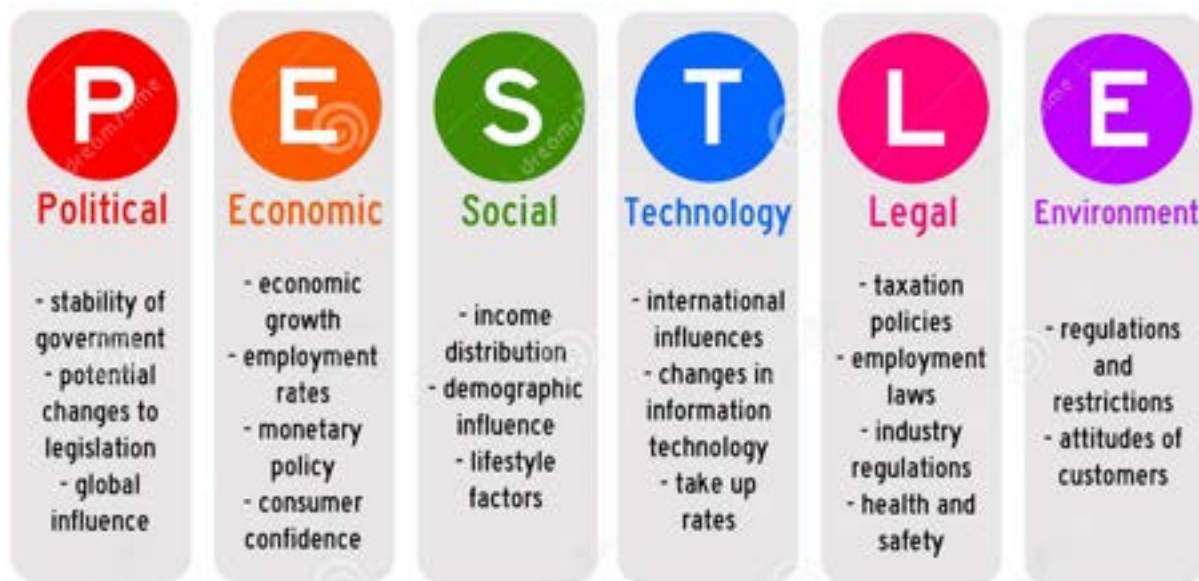 P
Political
- stability of
government
- potential
changes to
legislation
- global
influence
E
Economic
- economic
growth
- employment
rates
- monetary
policy
- consumer
confidence
S
Social
- income
distribution
- demographic
influence
- lifestyle
factors
T
Technology
- international
influences
- changes in
information
technology
- take up
rates
L
Legal
- taxation
policies
- employment
laws
- industry
regulations
- health and
safety
E
Environment
- regulations
and
restrictions
- attitudes of
customers